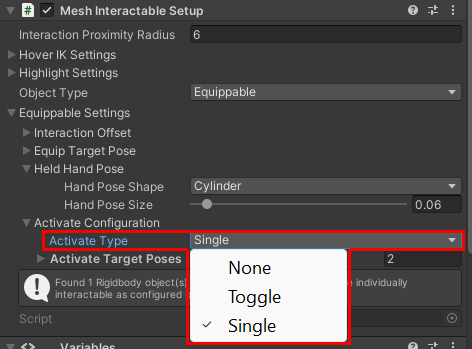 Mesh Interactable Setup
Interaction Proximity Radius 6
Hover IK Settings
Highlight Settings
Object Type Equippable
Equippable Settings
Interaction Offset
Equip Target Pose
Held Hand Pose
Hand Pose Shape Cylinder
Hand Pose Size 0.06
Activate Configuration
Activate Type Single
Activate Target Poses 2
None
Toggle
Single
Found 1 Rigidbody object(s) individually
interactable as configured
Script
Variables